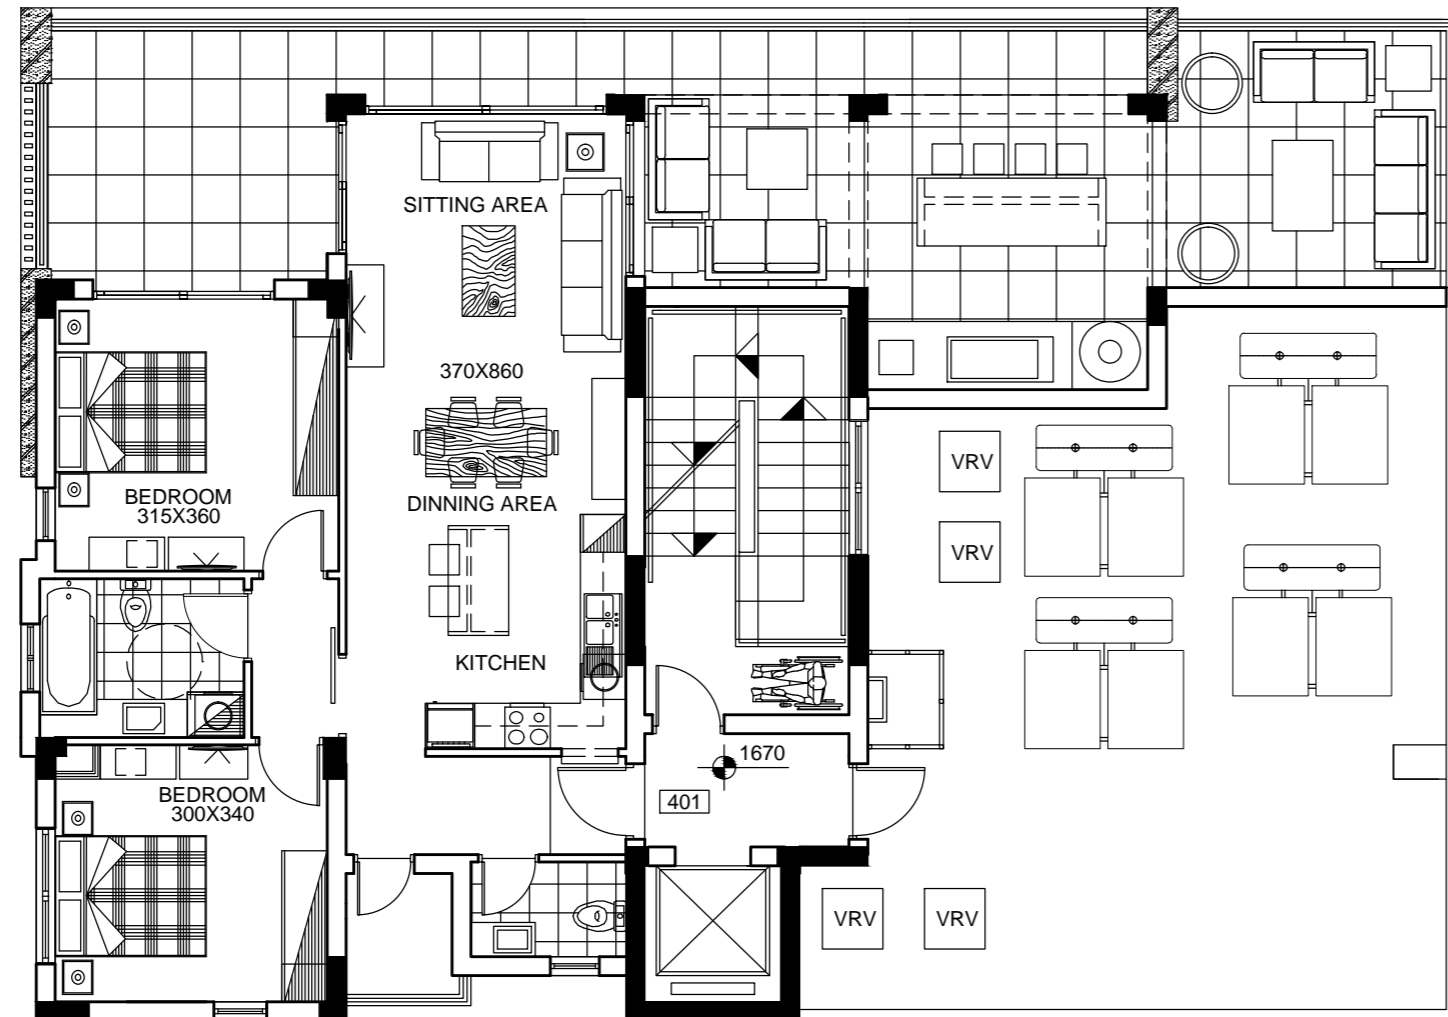 SITTING AREA
370X860
DINNING AREA
BEDROOM
315X360
KITCHEN
BEDROOM
300X340
1670
401
VRV
VRV
VRV
VRV